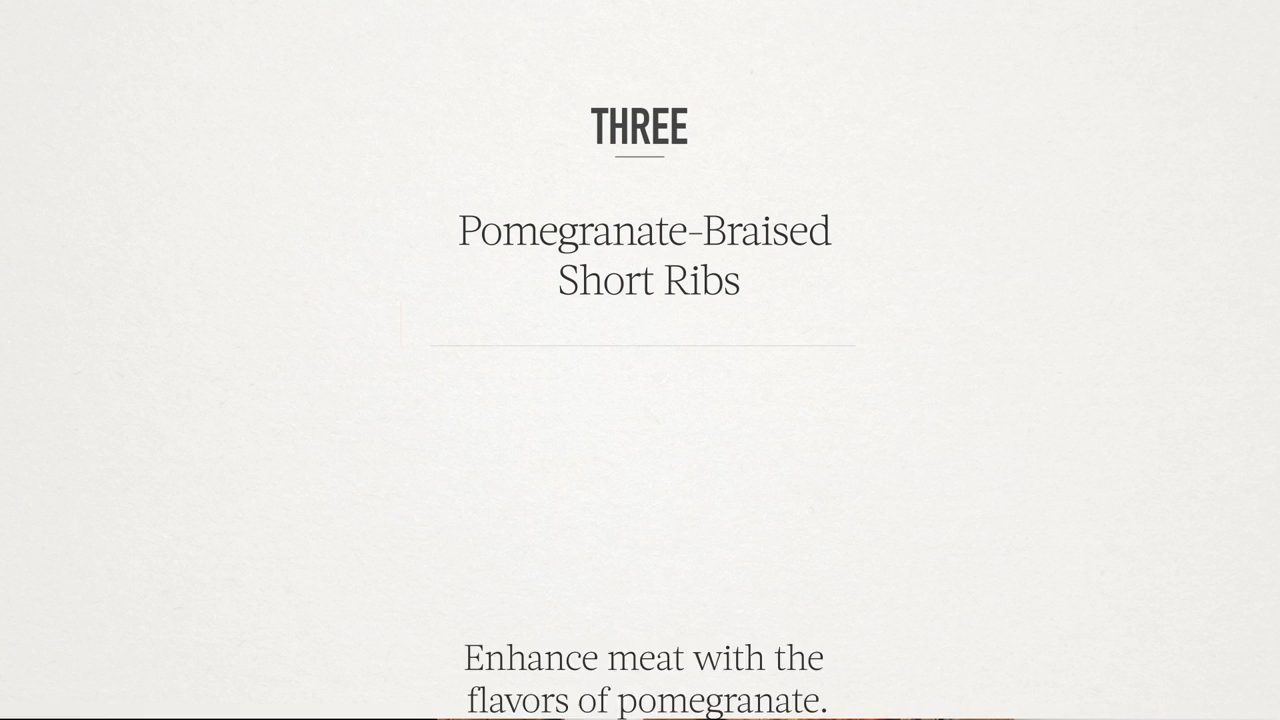 THREE
Pomegranate-Braised
Short Ribs
Enhance meat with the
flavors of pomegranate.